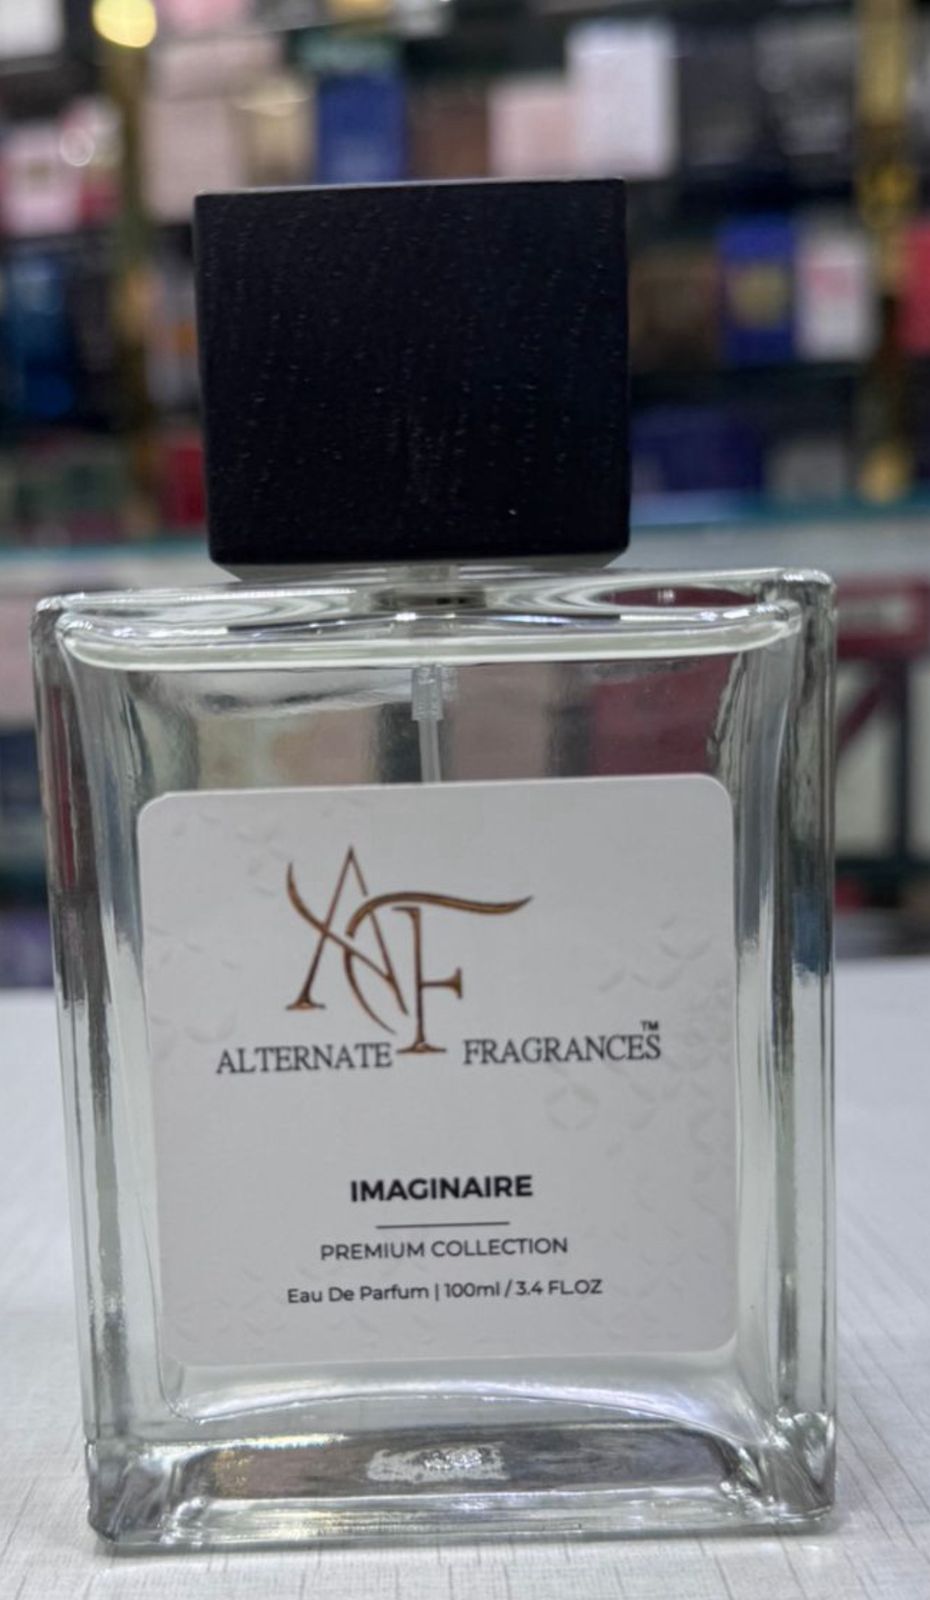 AF
ALTERNATE FRAGRANCES™
IMAGINAIRE
PREMIUM COLLECTION
Eau De Parfum | 100ml / 3.4 FL.OZ